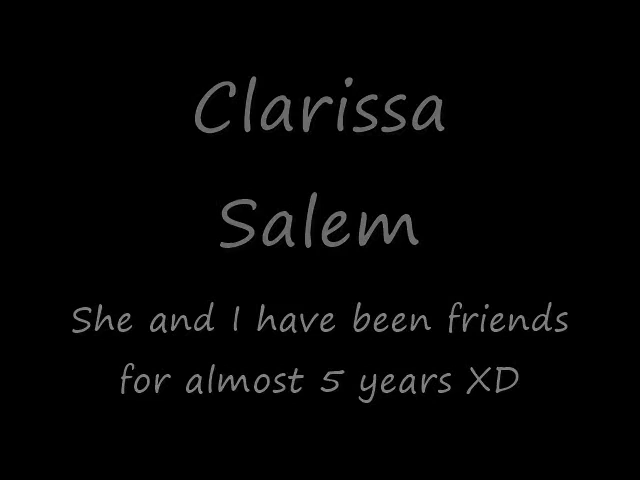 Clarissa
Salem
She and I have been friends
for almost 5 years XD